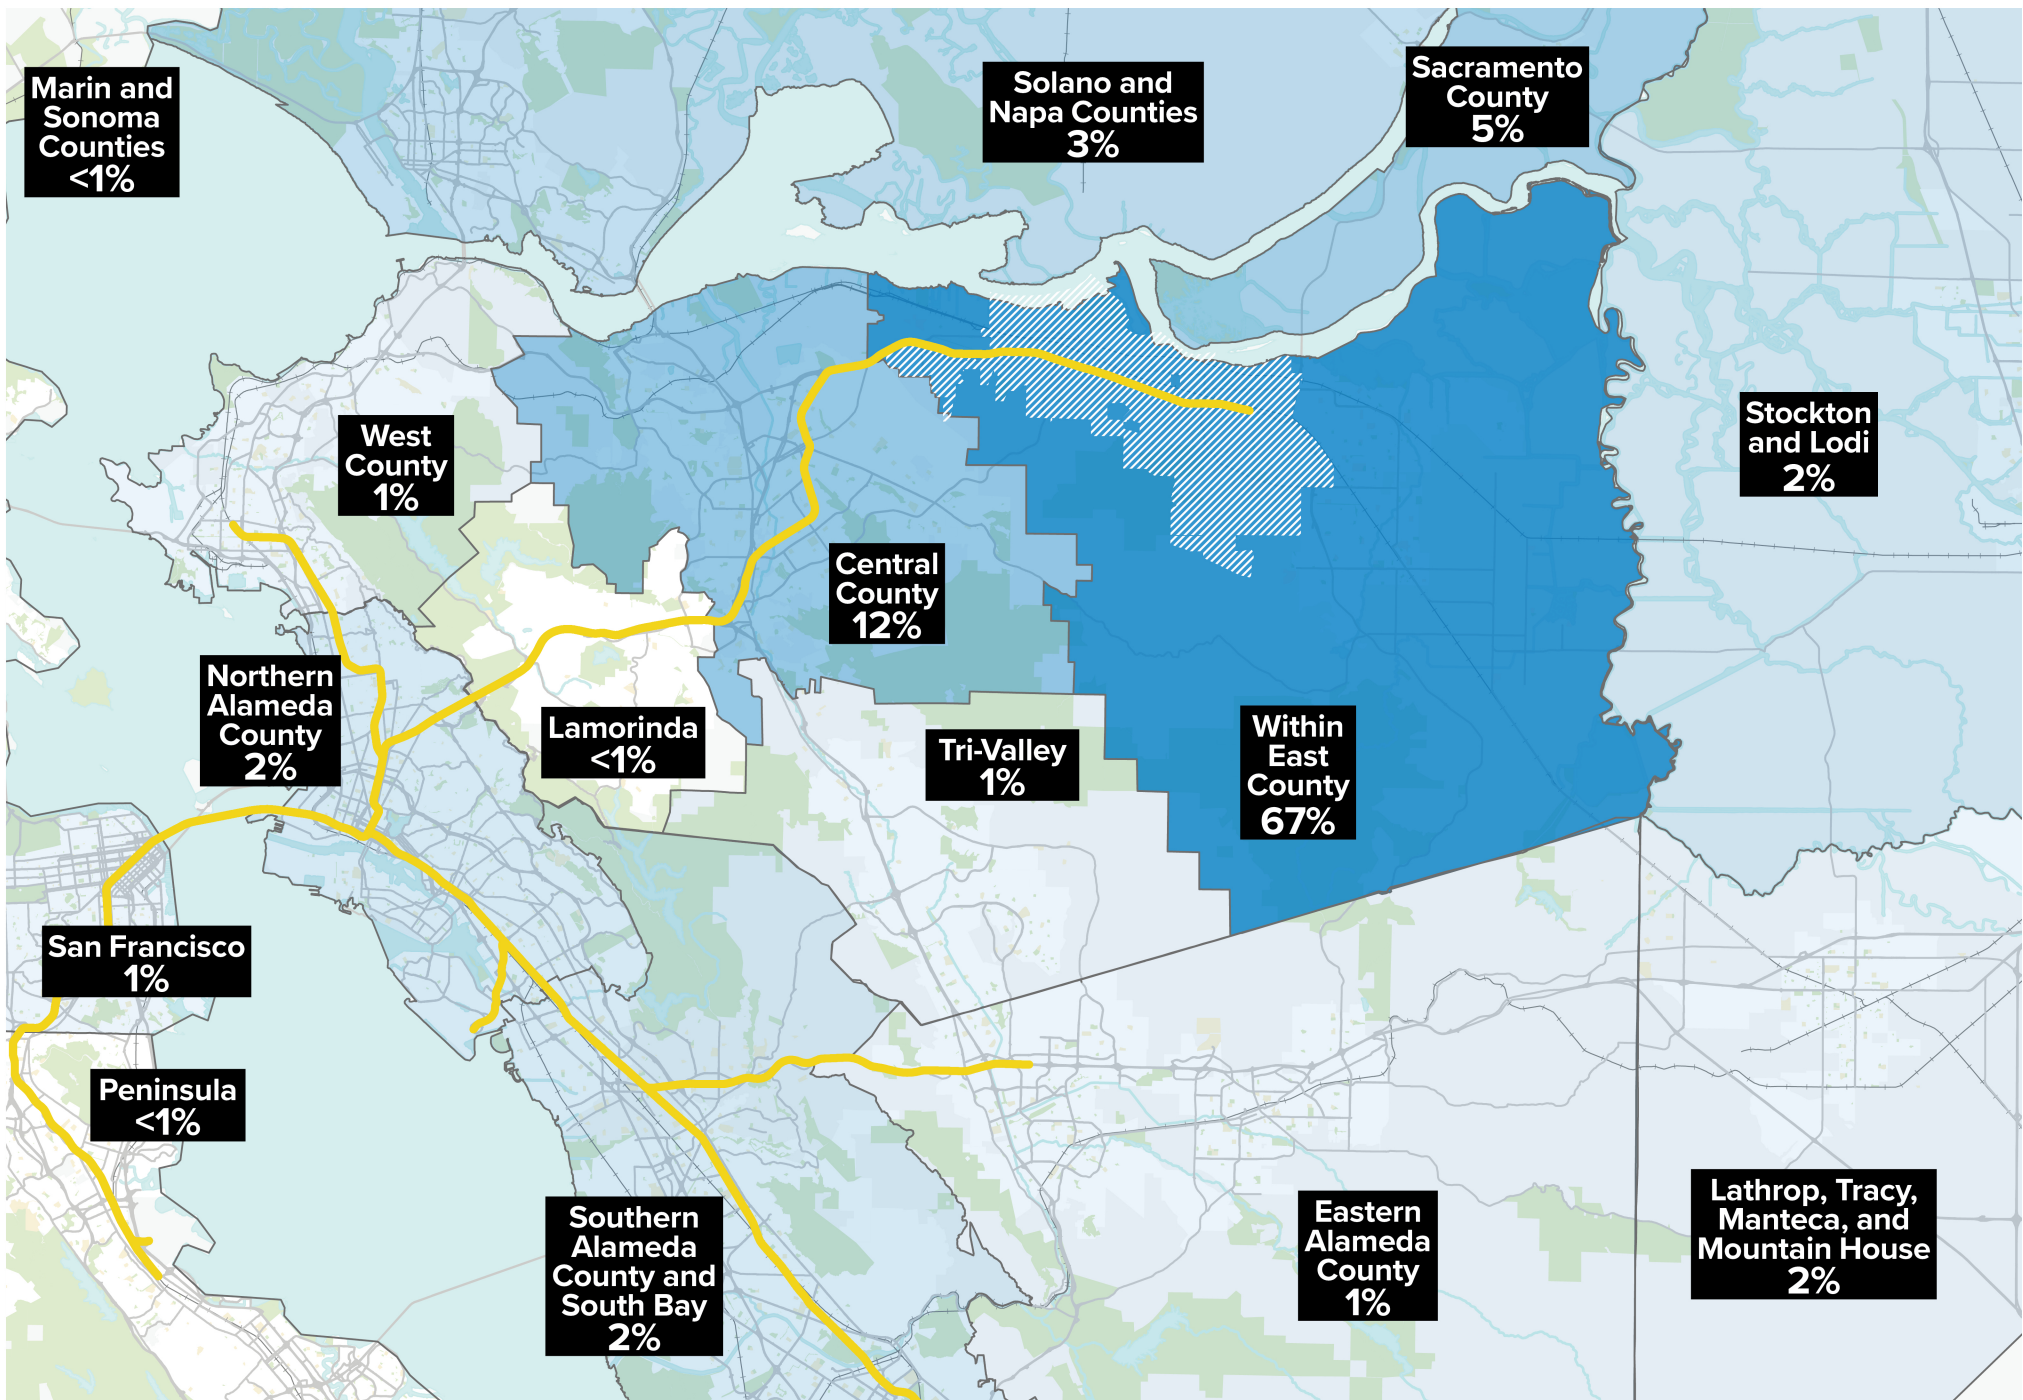 Marin and
Sonoma
Counties
<1%
Solano and
Napa Counties
3%
Sacramento
County
5%
West
County
1%
Stockton
and Lodi
2%
Central
County
12%
Northern
Alameda
County
2%
Lamorinda
<1%
Tri-Valley
1%
Within
East
County
67%
San Francisco
1%
Peninsula
<1%
Southern
Alameda
County and
South Bay
2%
Eastern
Alameda
County
1%
Lathrop, Tracy,
Manteca, and
Mountain House
2%